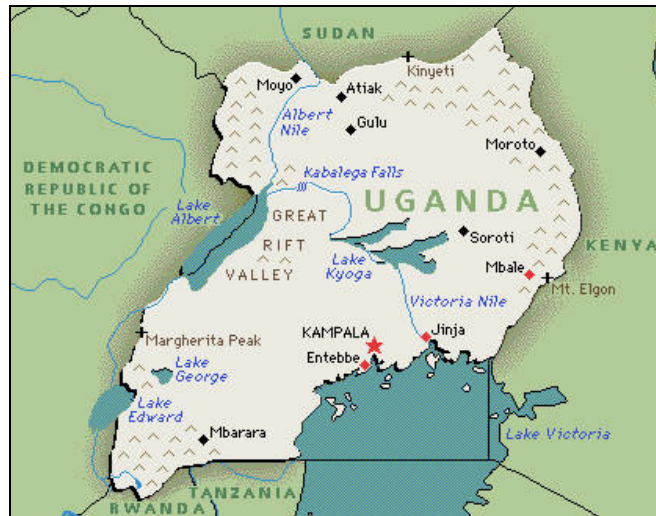 SUDAN
Kinyeti
Moyo
Atiak
Albert
Nile
Gulu
Moroto
DEMOCRATIC
REPUBLIC OF
THE CONGO
Kabalega Falls
Lake
Albert
UGANDA
GREAT
RIFT
VALLEY
Soroti
KENYA
Lake
Kyoga
Mbale
Mt. Elgon
Victoria Nile
KAMPALA
Jinja
Margherita Peak
Entebbe
Lake
George
Lake
Edward
Mbarara
Lake Victoria
TANZANIA
RWANDA